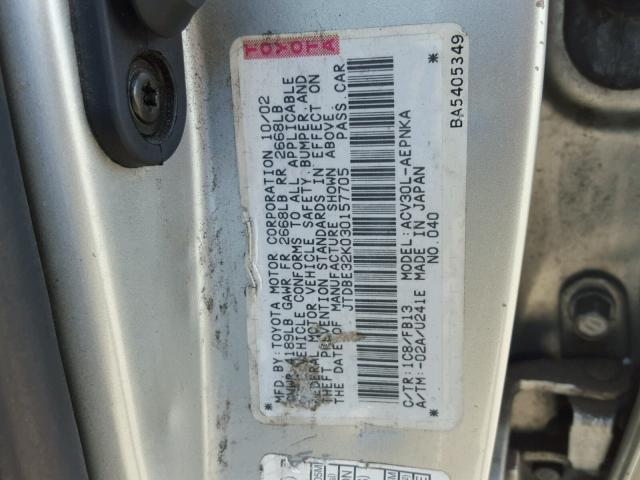 TOYOTA
MFD. BY: TOYOTA MOTOR CORPORATION 10/02
GVWR 4189LB GAWR FR 2668LB RR 2668LB
VEHICLE CONFORMS TO ALL APPLICABLE
FEDERAL MOTOR VEHICLE SAFETY, BUMPER, AND
THEFT PREVENTION STANDARDS IN EFFECT ON
THE DATE OF MANUFACTURE SHOWN ABOVE.
* JTDBE32K030157705 PASS. CAR *
C/TR: 1C8/FB13 MODEL: ACV30L-AEPNKA
A/TM: -02A/U241E MADE IN JAPAN
NO. 040
BA5405349